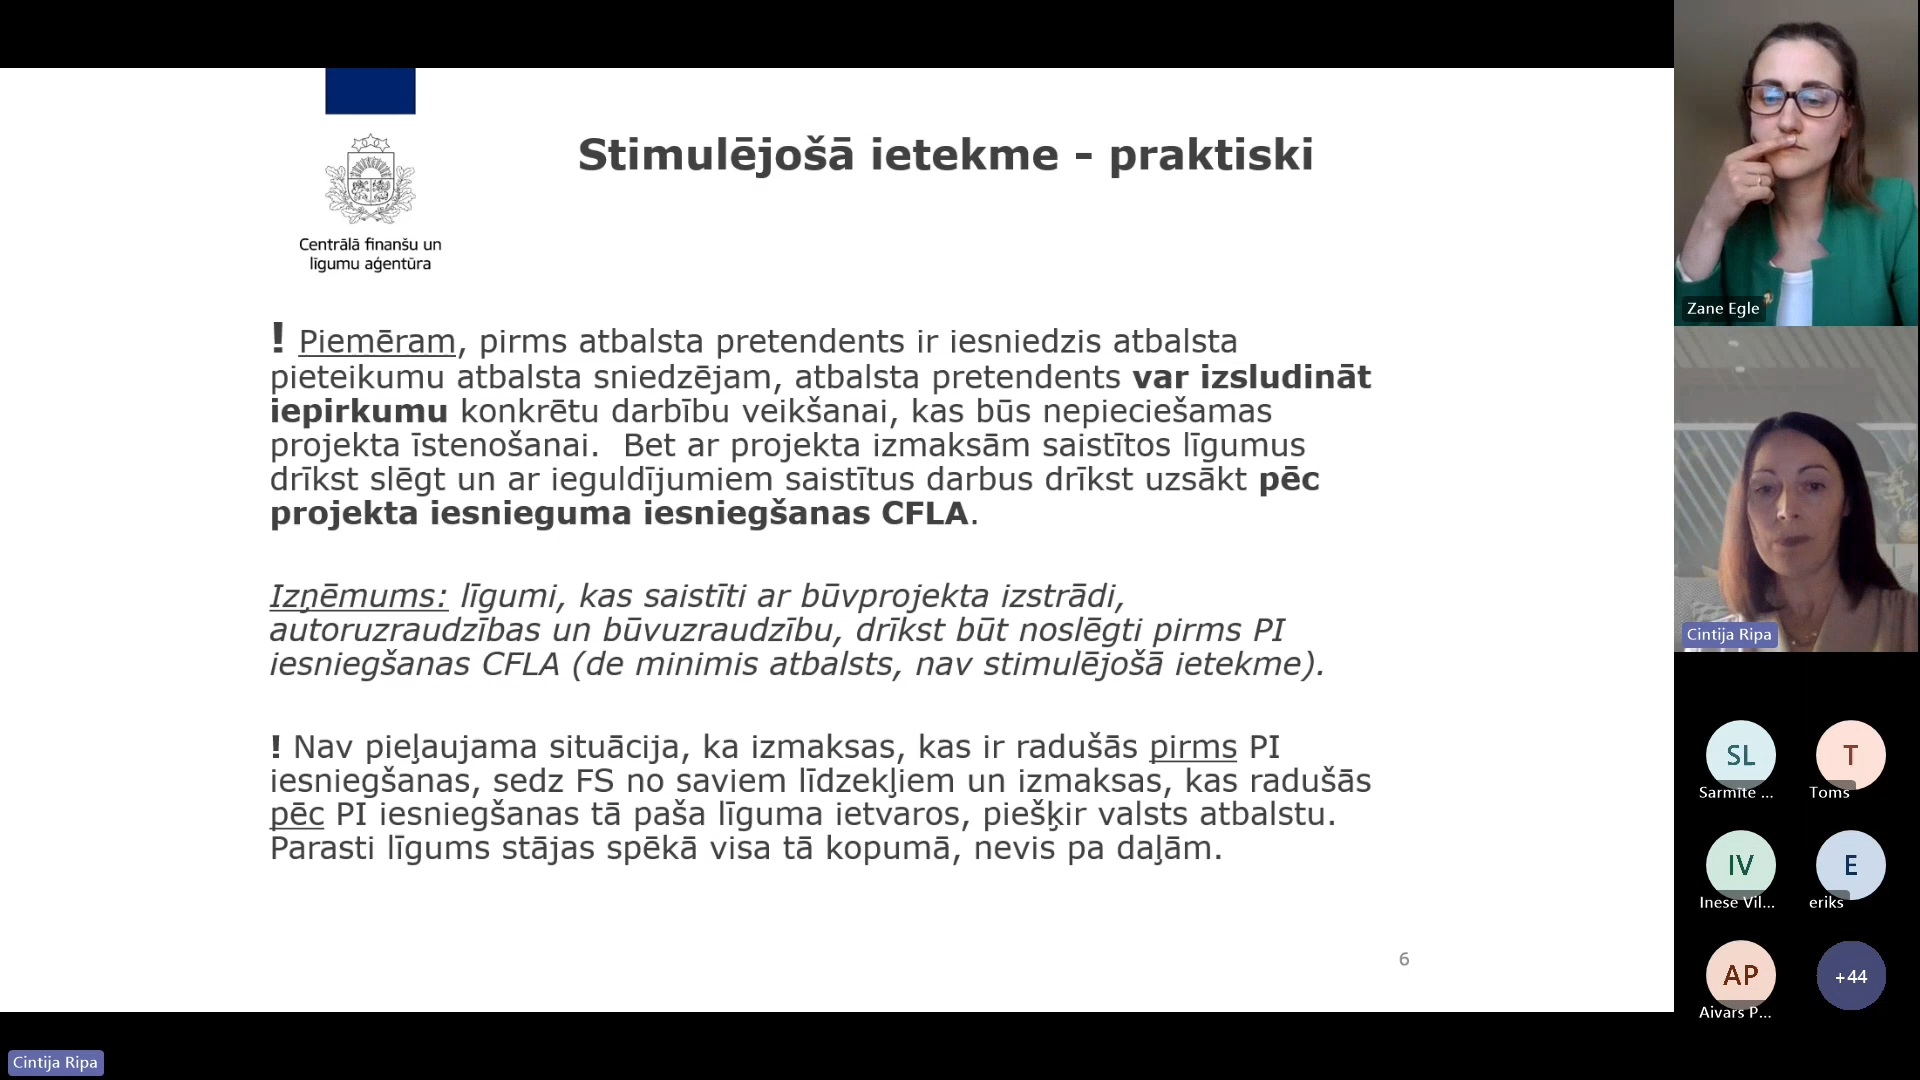 Stimulējošā ietekme - praktiski
Centrālā finanšu un
līgumu aģentūra
! Piemēram, pirms atbalsta pretendents ir iesniedzis atbalsta
pieteikumu atbalsta sniedzējam, atbalsta pretendents var izsludināt
iepirkumu konkrētu darbību veikšanai, kas būs nepieciešamas
projekta īstenošanai. Bet ar projekta izmaksām saistītos līgumus
drīkst slēgt un ar ieguldījumiem saistītus darbus drīkst uzsākt pēc
projekta iesnieguma iesniegšanas CFLA.
Izņēmums: līgumi, kas saistīti ar būvprojekta izstrādi,
autoruzraudzības un būvuzraudzību, drīkst būt noslēgti pirms PI
iesniegšanas CFLA (de minimis atbalsts, nav stimulējošā ietekme).
! Nav pieļaujama situācija, ka izmaksas, kas ir radušās pirms PI
iesniegšanas, sedz FS no saviem līdzekļiem un izmaksas, kas radušās
pēc PI iesniegšanas tā paša līguma ietvaros, piešķir valsts atbalstu.
Parasti līgums stājas spēkā visa tā kopumā, nevis pa daļām.
6
Zane Egle
Cintija Ripa
SL
Sarmīte ...
T
Toms
IV
Inese Vil...
E
eriks
AP
Aivars P...
+44
Cintija Ripa